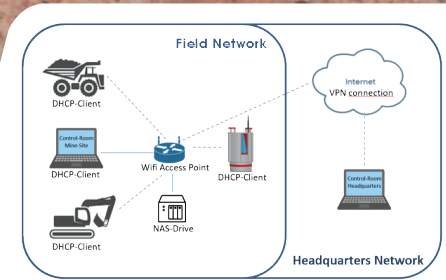 Field Network
DHCP-Client
Control-Room
Mine-Site
DHCP-Client
Wifi Access Point
DHCP-Client
DHCP-Client
NAS-Drive
Internet
VPN connection
Control-Room
Headquarters
Headquarters Network